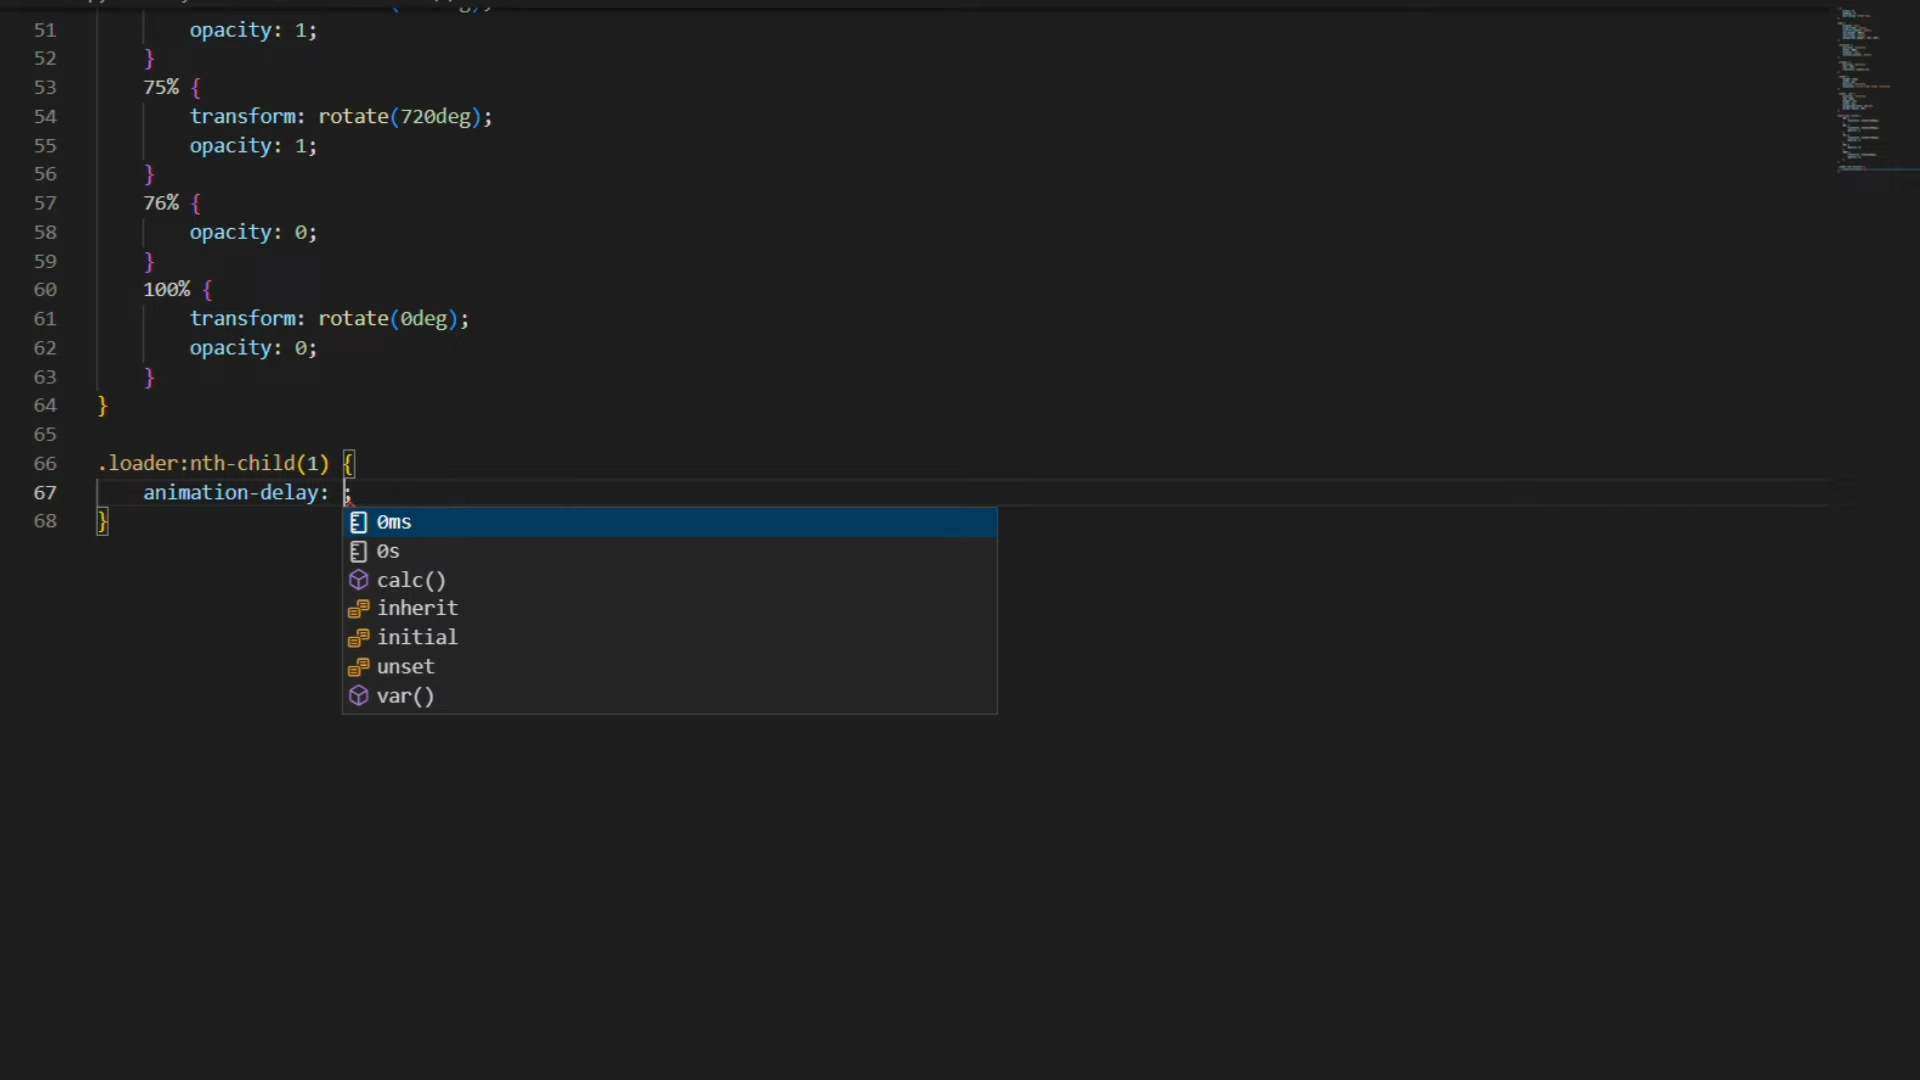 51 opacity: 1;
52 }
53 75% {
54 transform: rotate(720deg);
55 opacity: 1;
56 }
57 76% {
58 opacity: 0;
59 }
60 100% {
61 transform: rotate(0deg);
62 opacity: 0;
63 }
64 }
65
66 .loader:nth-child(1) {
67 animation-delay: ;
68 }
0ms
0s
calc()
inherit
initial
unset
var()